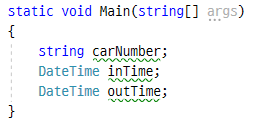 static void Main(string[] args)
{
string carNumber;
DateTime inTime;
DateTime outTime;
}